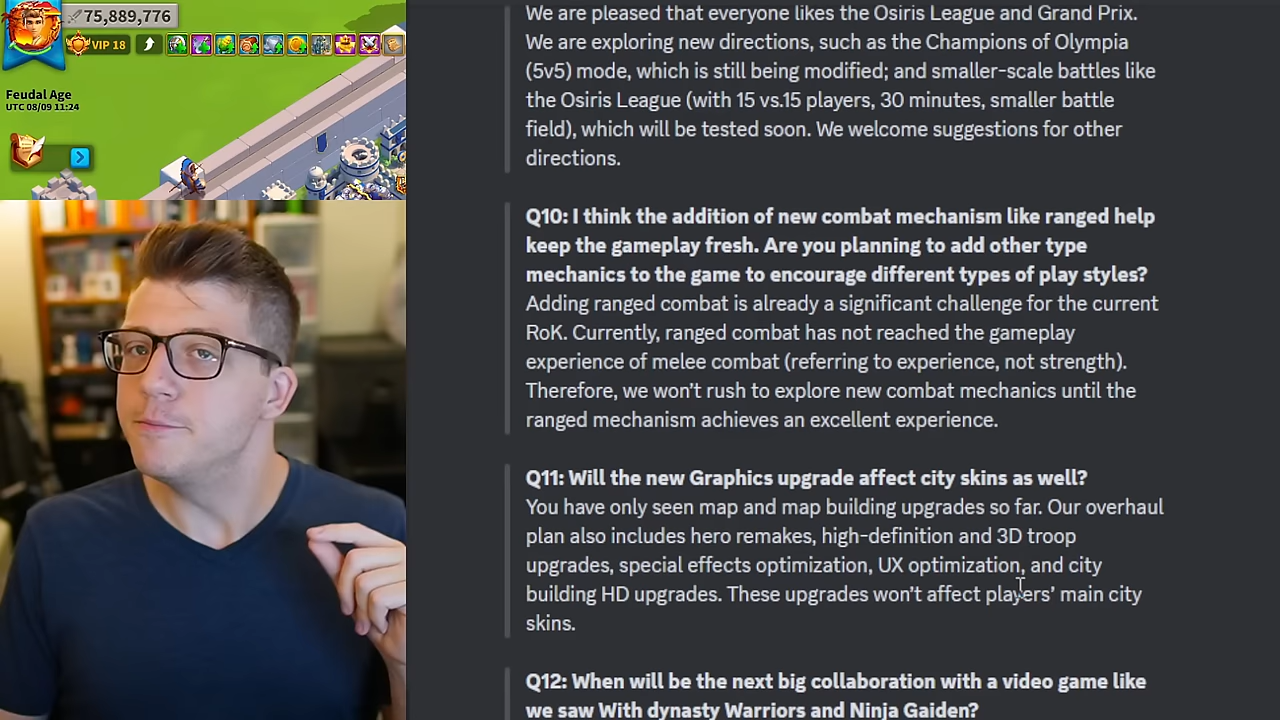 75,889,776
VIP 18
Feudal Age
UTC 08/09 11:24
We are pleased that everyone likes the Osiris League and Grand Prix.
We are exploring new directions, such as the Champions of Olympia
(5v5) mode, which is still being modified; and smaller-scale battles like
the Osiris League (with 15 vs.15 players, 30 minutes, smaller battle
field), which will be tested soon. We welcome suggestions for other
directions.
Q10: I think the addition of new combat mechanism like ranged help
keep the gameplay fresh. Are you planning to add other type
mechanics to the game to encourage different types of play styles?
Adding ranged combat is already a significant challenge for the current
RoK. Currently, ranged combat has not reached the gameplay
experience of melee combat (referring to experience, not strength).
Therefore, we won’t rush to explore new combat mechanics until the
ranged mechanism achieves an excellent experience.
Q11: Will the new Graphics upgrade affect city skins as well?
You have only seen map and map building upgrades so far. Our overhaul
plan also includes hero remakes, high-definition and 3D troop
upgrades, special effects optimization, UX optimization, and city
building HD upgrades. These upgrades won’t affect players’ main city
skins.
Q12: When will be the next big collaboration with a video game like
we saw With dynasty Warriors and Ninja Gaiden?